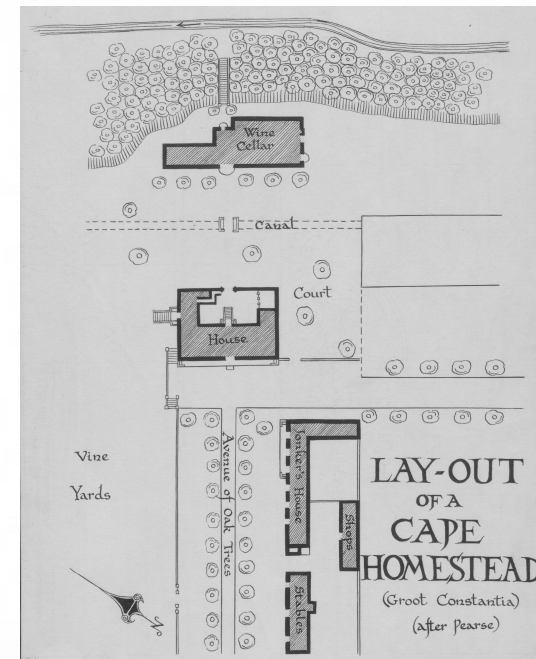 Wine
Cellar
Canal
Court
House
Vine
Yards
Avenue of Oak Trees
Jonker's House
Shops
Stables
LAY-OUT
OF A
CAPE
HOMESTEAD
(Groot Constantia)
(after Pearse)
N